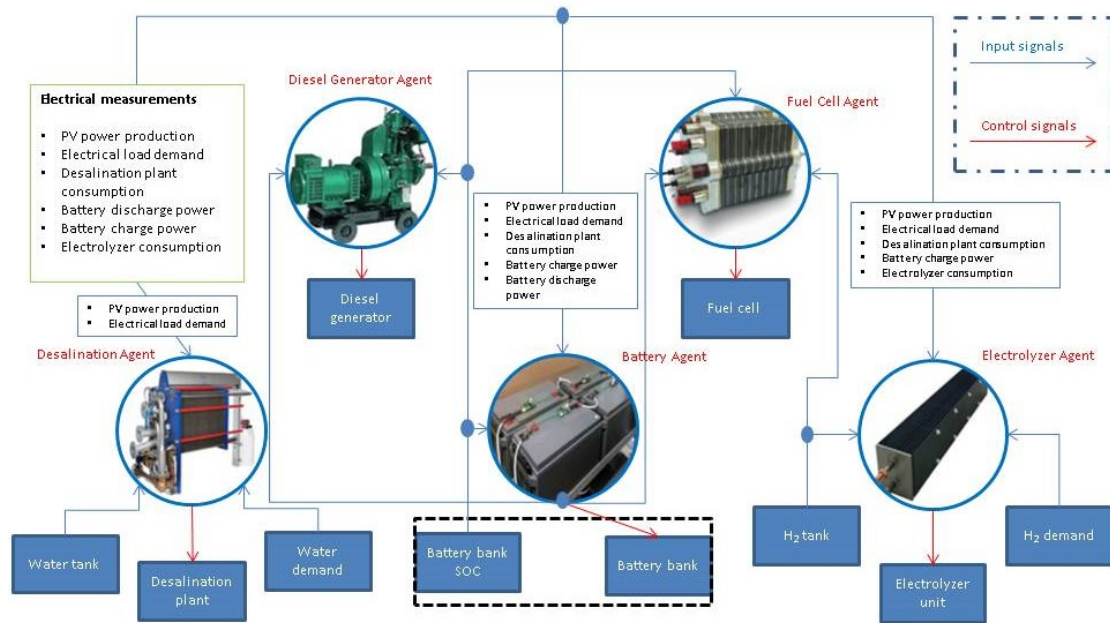 Input signals
Control signals
Electrical measurements
▪ PV power production
▪ Electrical load demand
▪ Desalination plant
consumption
▪ Battery discharge power
▪ Battery charge power
▪ Electrolyzer consumption
Diesel Generator Agent
Fuel Cell Agent
▪ PV power production
▪ Electrical load demand
▪ Desalination plant
consumption
▪ Battery charge power
▪ Battery discharge
power
▪ PV power production
▪ Electrical load demand
▪ Desalination plant consumption
▪ Battery charge power
▪ Electrolyzer consumption
Diesel
generator
Fuel cell
▪ PV power production
▪ Electrical load demand
Desalination Agent
Battery Agent
Electrolyzer Agent
Water tank
Desalination
plant
Water
demand
Battery bank
SOC
Battery bank
H₂ tank
Electrolyzer
unit
H₂ demand